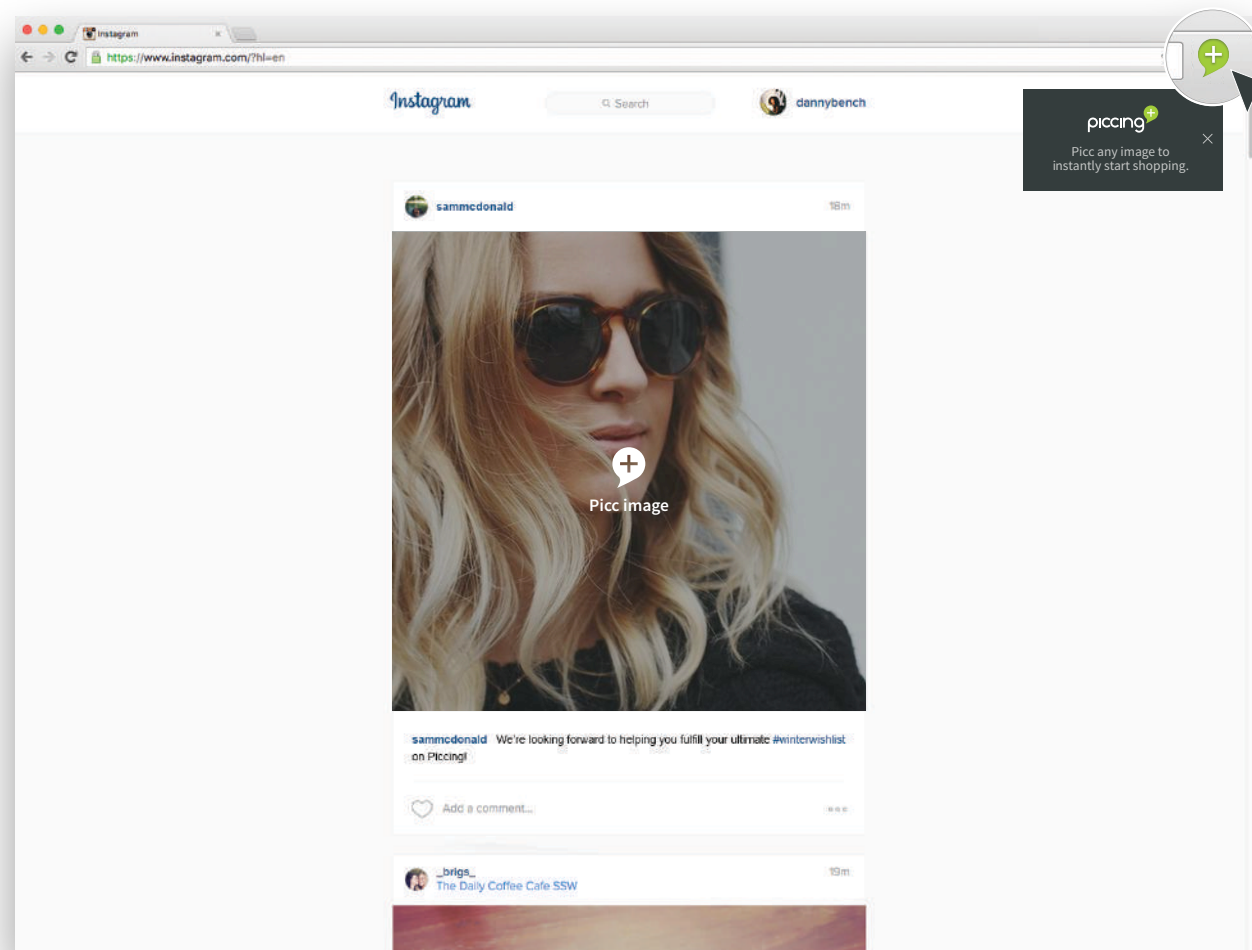 Instagram
https://www.instagram.com/?hl=en
Instagram
Search
dannybench
piccing
Picc any image to
instantly start shopping.
sammcdonald
18m
Picc image
sammcdonald We're looking forward to helping you fulfill your ultimate #winterwishlist
on Piccing!
Add a comment...
_brigs_
19m
The Daily Coffee Cafe SSW